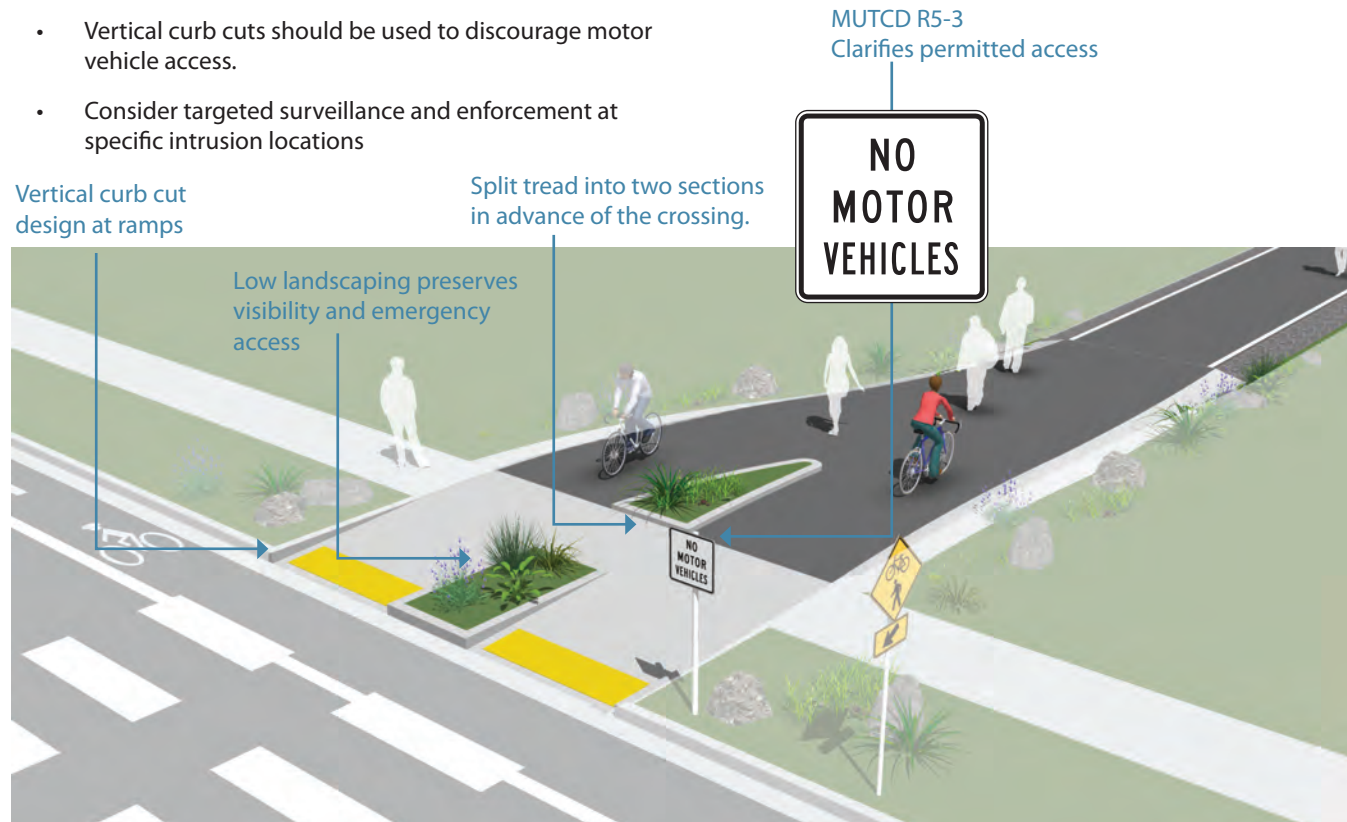 • Vertical curb cuts should be used to discourage motor
vehicle access.
• Consider targeted surveillance and enforcement at
specific intrusion locations
MUTCD R5-3
Clarifies permitted access
NO
MOTOR
VEHICLES
Vertical curb cut
design at ramps
Split tread into two sections
in advance of the crossing.
Low landscaping preserves
visibility and emergency
access
NO
MOTOR
VEHICLES